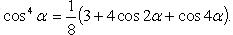 cos⁴ α = 1/8 (3 + 4 cos 2α + cos 4α).